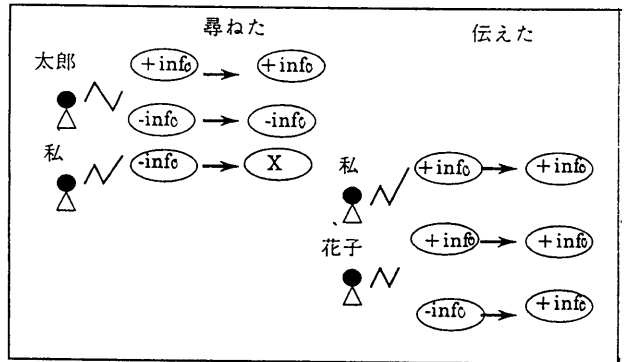 尋ねた
伝えた
太郎
+info → +info
-info → -info
私
-info → X
私
+info → +info
花子
+info → +info
-info → +info